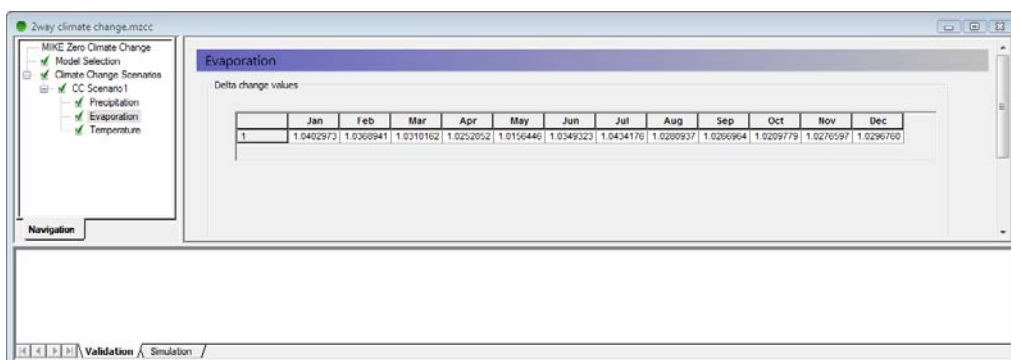 2way climate change.mzcc
MIKE Zero Climate Change
Model Selection
Climate Change Scenarios
CC Scenario1
Precipitation
Evaporation
Temperature
Navigation
Evaporation
Delta change values
Jan Feb Mar Apr May Jun Jul Aug Sep Oct Nov Dec
1 1.0402973 1.0368941 1.0310162 1.0252052 1.0156446 1.0349323 1.0434176 1.0280937 1.0266964 1.0209779 1.0276597 1.0296760
Validation Simulation